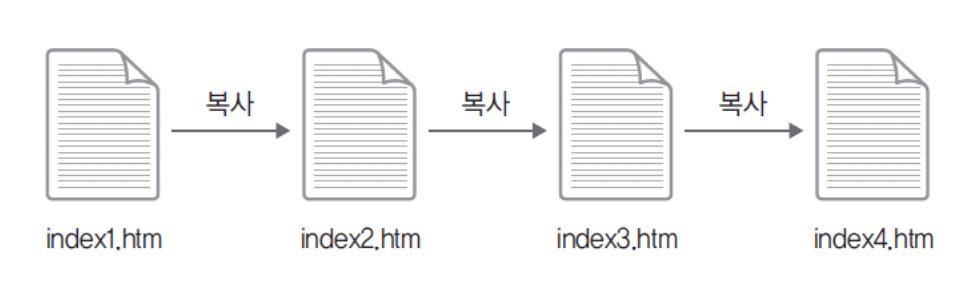 복사 복사 복사
index1.htm index2.htm index3.htm index4.htm